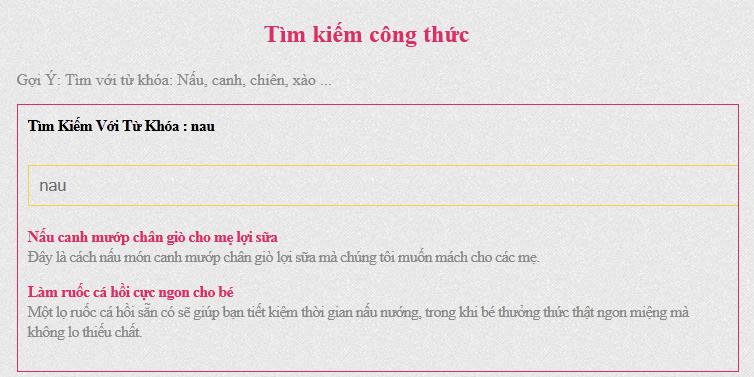 Tìm kiếm công thức
Gợi Ý: Tìm với từ khóa: Nấu, canh, chiên, xào ...
Tìm Kiếm Với Từ Khóa : nau
nau
Nấu canh mướp chân giò cho mẹ lợi sữa
Đây là cách nấu món canh mướp chân giò lợi sữa mà chúng tôi muốn mách cho các mẹ.
Làm ruốc cá hồi cực ngon cho bé
Một lọ ruốc cá hồi sẵn có sẽ giúp bạn tiết kiệm thời gian nấu nướng, trong khi bé thưởng thức thật ngon miệng mà
không lo thiếu chất.